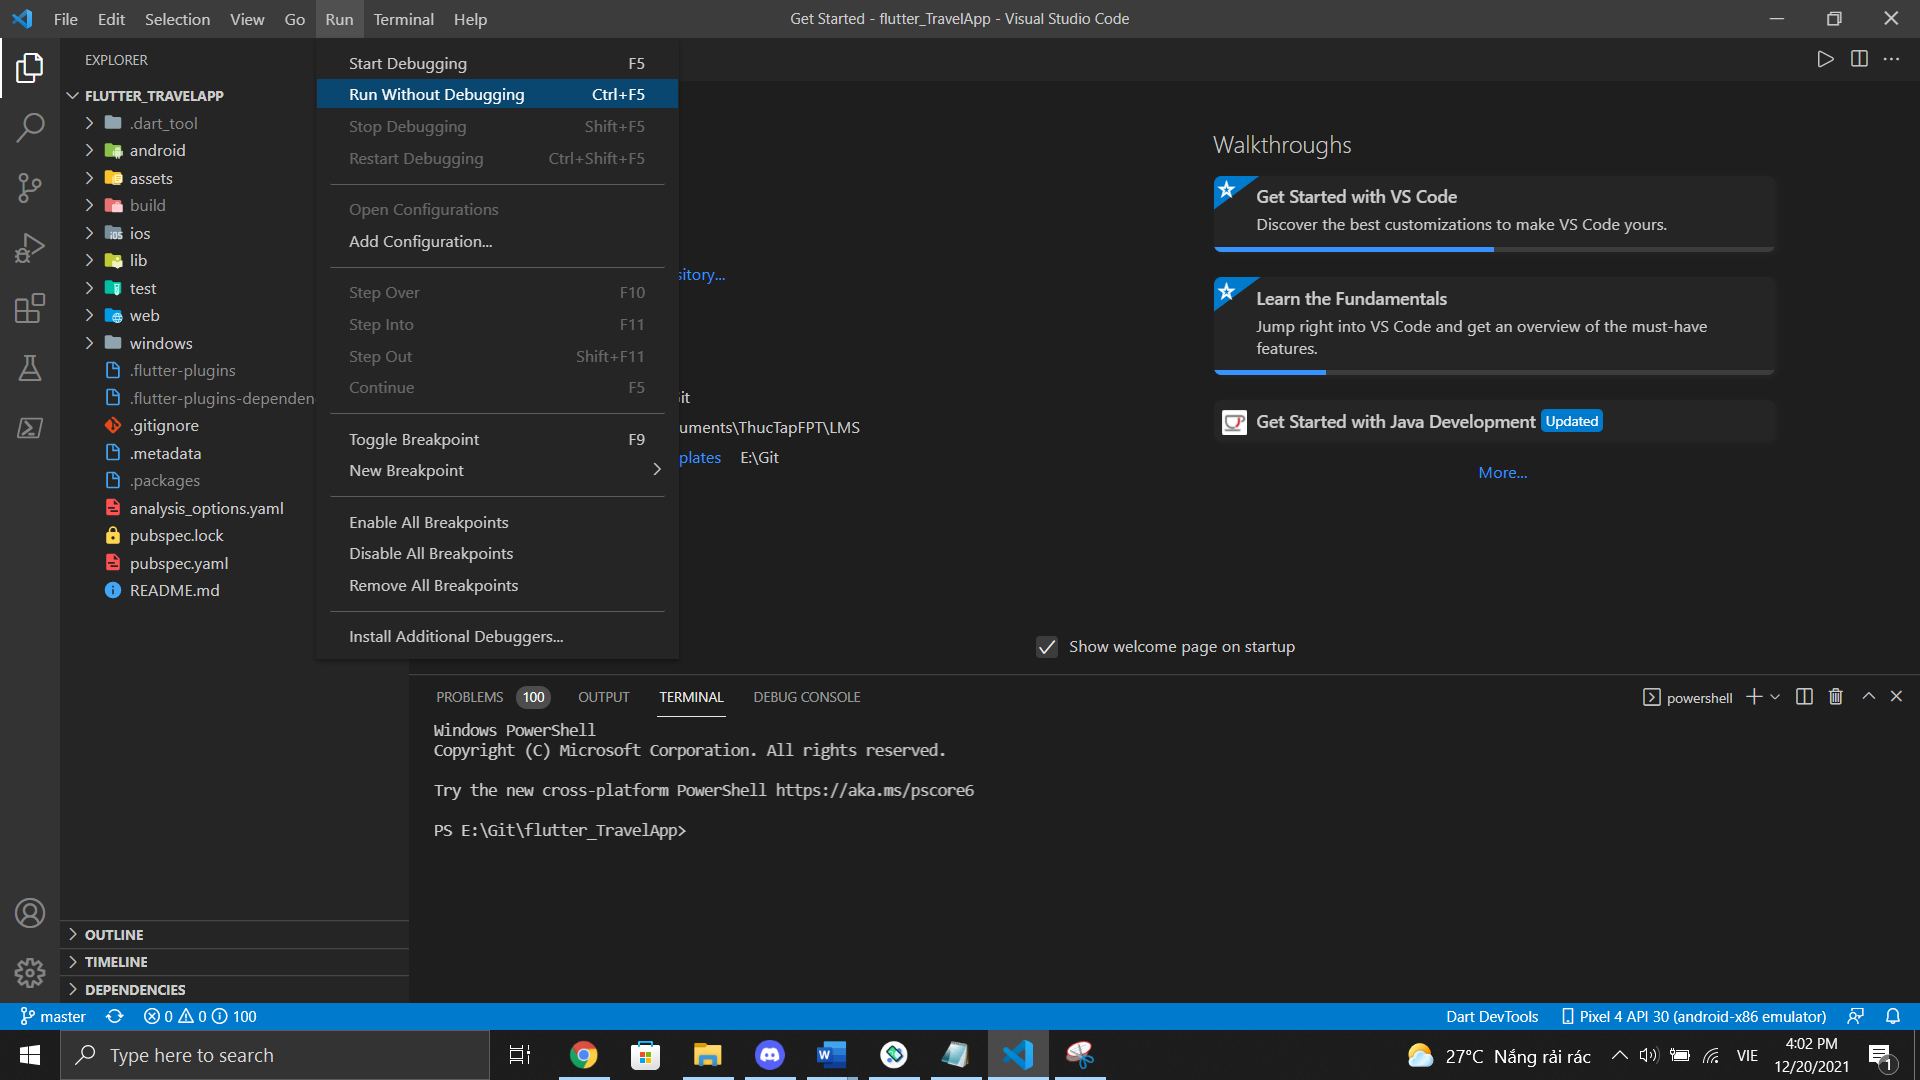 File Edit Selection View Go Run Terminal Help
Get Started - flutter_TravelApp - Visual Studio Code
EXPLORER
FLUTTER_TRAVELAPP
.dart_tool
android
assets
build
ios
lib
test
web
windows
.flutter-plugins
.flutter-plugins-dependen
.gitignore
.metadata
.packages
analysis_options.yaml
pubspec.lock
pubspec.yaml
README.md
OUTLINE
TIMELINE
DEPENDENCIES
Start Debugging F5
Run Without Debugging Ctrl+F5
Stop Debugging Shift+F5
Restart Debugging Ctrl+Shift+F5
Open Configurations
Add Configuration...
Step Over F10
Step Into F11
Step Out Shift+F11
Continue F5
Toggle Breakpoint F9
New Breakpoint
Enable All Breakpoints
Disable All Breakpoints
Remove All Breakpoints
Install Additional Debuggers...
sitory...
it
uments\ThucTapFPT\LMS
plates E:\Git
Walkthroughs
Get Started with VS Code
Discover the best customizations to make VS Code yours.
Learn the Fundamentals
Jump right into VS Code and get an overview of the must-have
features.
Get Started with Java Development Updated
More...
Show welcome page on startup
PROBLEMS 100 OUTPUT TERMINAL DEBUG CONSOLE
powershell
Windows PowerShell
Copyright (C) Microsoft Corporation. All rights reserved.
Try the new cross-platform PowerShell https://aka.ms/pscore6
PS E:\Git\flutter_TravelApp>
master 0 0 100
Dart DevTools Pixel 4 API 30 (android-x86 emulator)
Type here to search
27°C Nắng rải rác
VIE
4:02 PM
12/20/2021
1